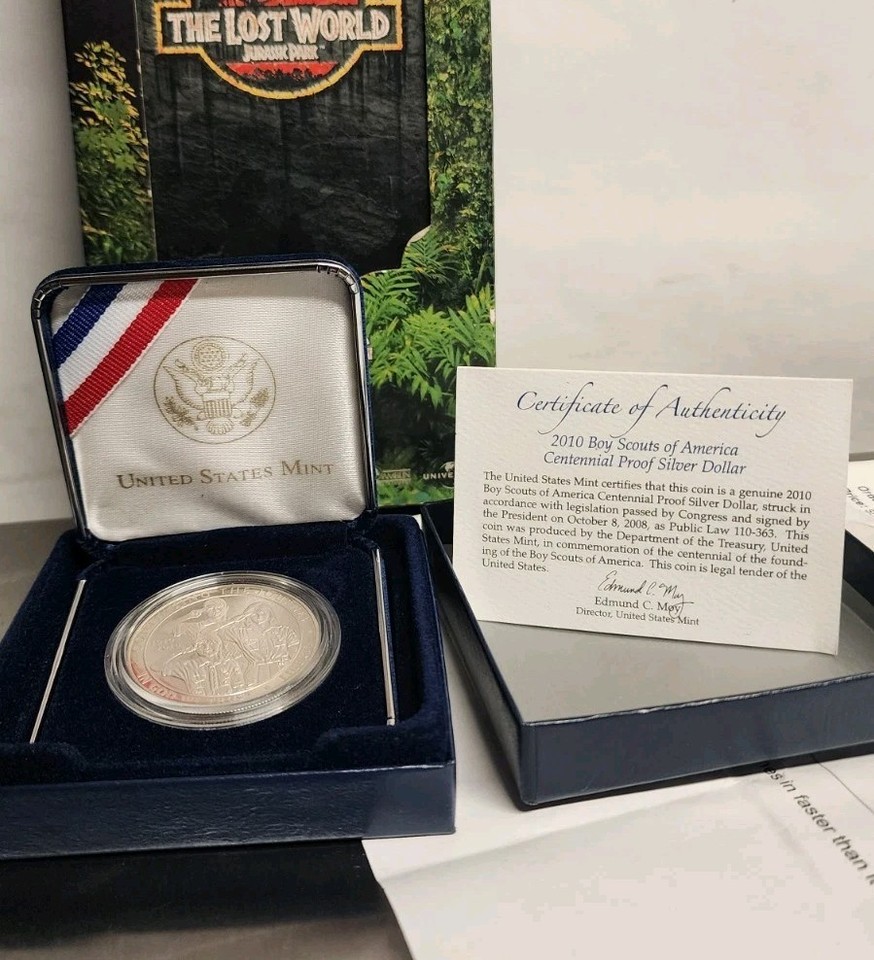 THE LOST WORLD
JURASSIC PARK
UNITED STATES MINT
Certificate of Authenticity
2010 Boy Scouts of America
Centennial Proof Silver Dollar
The United States Mint certifies that this coin is a genuine 2010
Boy Scouts of America Centennial Proof Silver Dollar, struck in
accordance with legislation passed by Congress and signed by
the President on October 8, 2008, as Public Law 110-363. This
coin was produced by the Department of the Treasury, United
States Mint, in commemoration of the centennial of the found-
ing of the Boy Scouts of America. This coin is legal tender of the
United States.
Edmund C. Moy
Edmund C. Moy
Director, United States Mint
IN GOD
in faster than